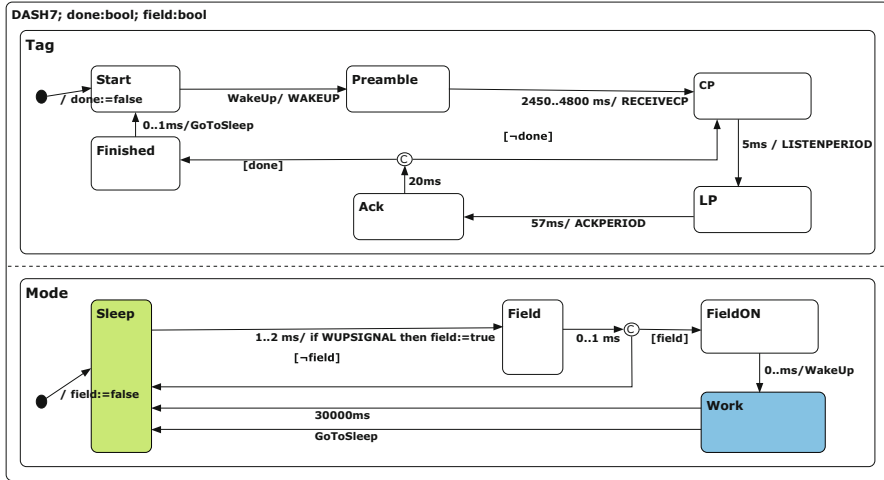 DASH7; done:bool; field:bool
Tag
Start
Preamble
CP
/ done:=false
WakeUp/ WAKEUP
2450..4800 ms/ RECEIVECP
0..1ms/GoToSleep
[¬done]
Finished
5ms / LISTENPERIOD
[done]
C
20ms
Ack
LP
57ms/ ACKPERIOD
Mode
Sleep
Field
FieldON
1..2 ms/ if WUPSIGNAL then field:=true
0..1 ms
C
[field]
[¬field]
0..ms/WakeUp
/ field:=false
Work
30000ms
GoToSleep